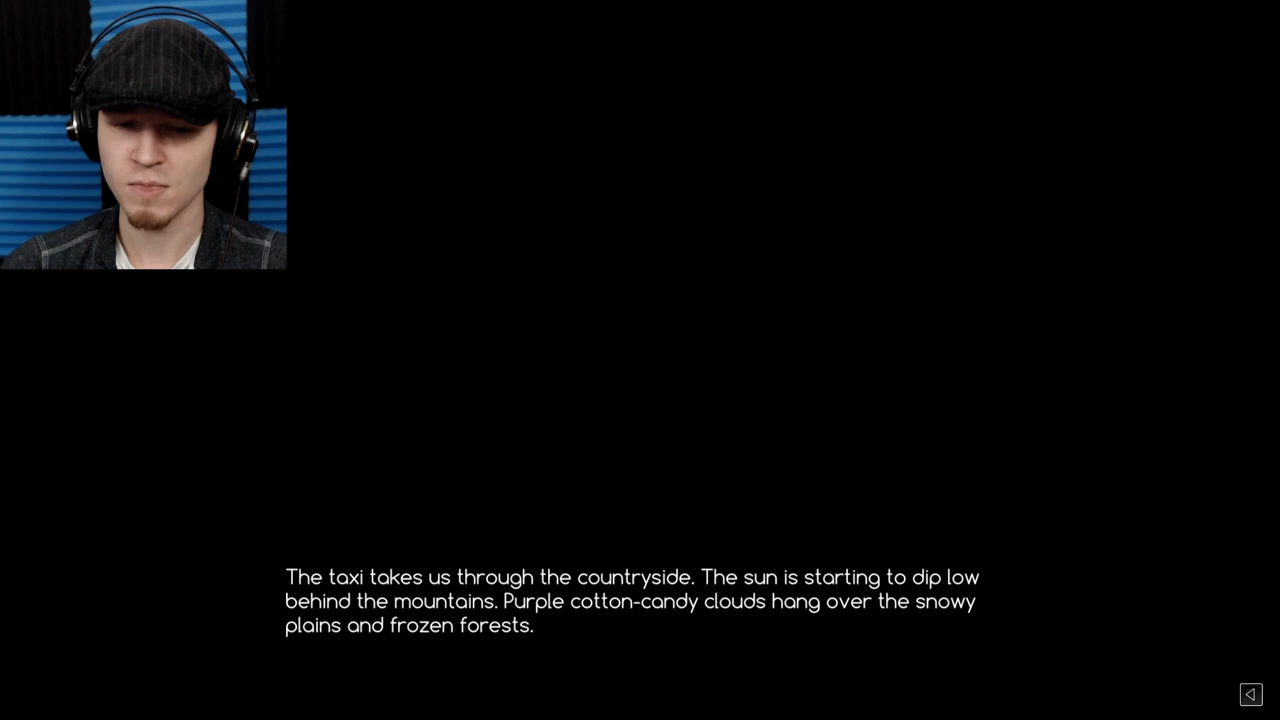 The taxi takes us through the countryside. The sun is starting to dip low
behind the mountains. Purple cotton-candy clouds hang over the snowy
plains and frozen forests.